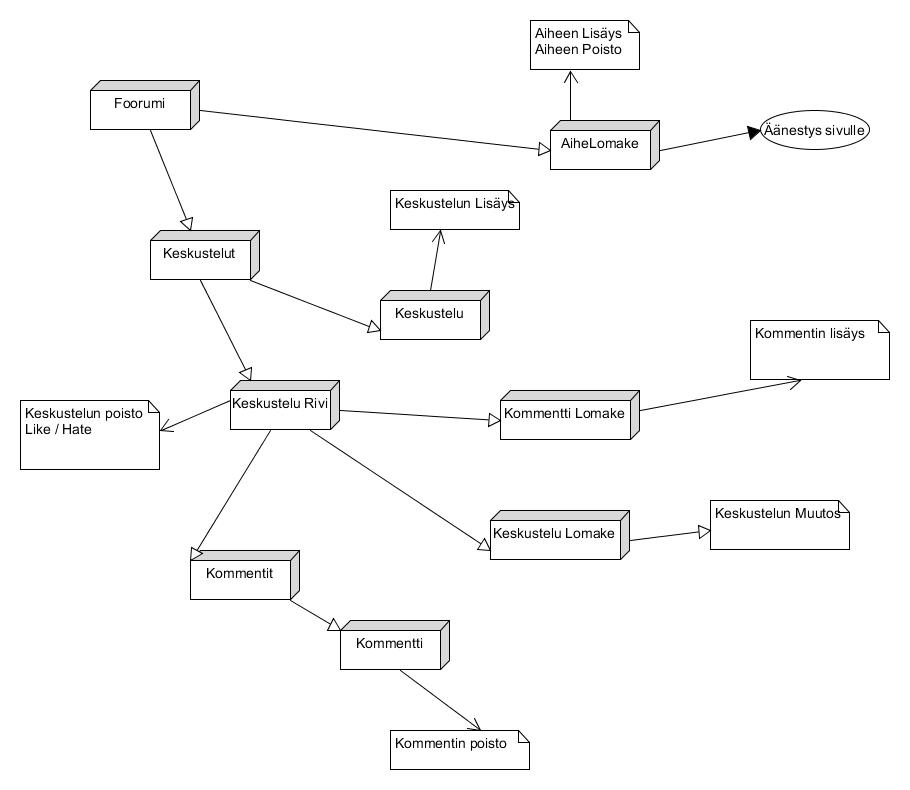 Aiheen Lisäys
Aiheen Poisto
Foorumi
AiheLomake
Äänestys sivulle
Keskustelun Lisäys
Keskustelut
Keskustelu
Kommentin lisäys
Keskustelu Rivi
Kommentti Lomake
Keskustelun poisto
Like / Hate
Keskustelun Muutos
Keskustelu Lomake
Kommentit
Kommentti
Kommentin poisto